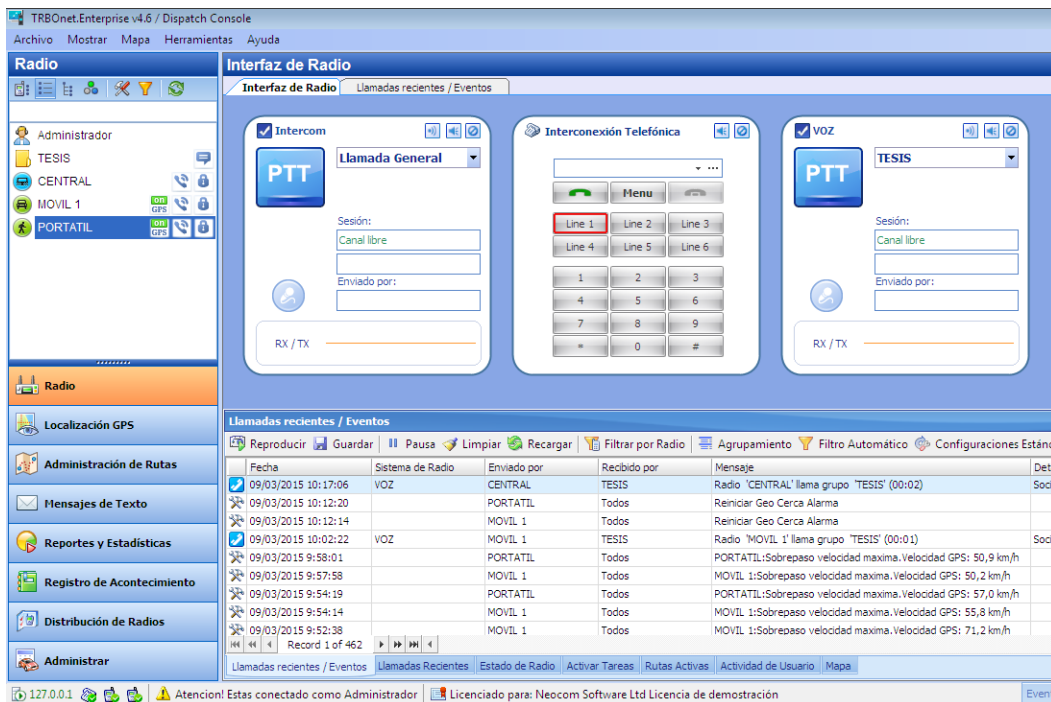 TRBOnet.Enterprise v4.6 / Dispatch Console
Archivo Mostrar Mapa Herramientas Ayuda
Radio
Interfaz de Radio
Interfaz de Radio Llamadas recientes / Eventos
Administrador
TESIS
CENTRAL
MOVIL 1 on GPS
PORTATIL on GPS
Intercom
PTT
Llamada General
Sesión:
Canal libre
Enviado por:
RX / TX
Interconexión Telefónica
Menu
Line 1 Line 2 Line 3
Line 4 Line 5 Line 6
1 2 3
4 5 6
7 8 9
0 #
VOZ
PTT
TESIS
Sesión:
Canal libre
Enviado por:
RX / TX
Radio
Localización GPS
Administración de Rutas
Mensajes de Texto
Reportes y Estadísticas
Registro de Acontecimiento
Distribución de Radios
Administrar
Llamadas recientes / Eventos
Reproducir Guardar Pausa Limpiar Recargar Filtrar por Radio Agrupamiento Filtro Automático Configuraciones Estánd
Fecha Sistema de Radio Enviado por Recibido por Mensaje Det
09/03/2015 10:17:06 VOZ CENTRAL TESIS Radio 'CENTRAL' llama grupo 'TESIS' (00:02) Soci
09/03/2015 10:12:20 PORTATIL Todos Reiniciar Geo Cerca Alarma
09/03/2015 10:12:14 MOVIL 1 Todos Reiniciar Geo Cerca Alarma
09/03/2015 10:02:22 VOZ MOVIL 1 TESIS Radio 'MOVIL 1' llama grupo 'TESIS' (00:01) Soci
09/03/2015 9:58:01 PORTATIL Todos PORTATIL:Sobrepaso velocidad maxima.Velocidad GPS: 50,9 km/h
09/03/2015 9:57:58 MOVIL 1 Todos MOVIL 1:Sobrepaso velocidad maxima.Velocidad GPS: 50,2 km/h
09/03/2015 9:54:19 PORTATIL Todos PORTATIL:Sobrepaso velocidad maxima.Velocidad GPS: 57,0 km/h
09/03/2015 9:54:14 MOVIL 1 Todos MOVIL 1:Sobrepaso velocidad maxima.Velocidad GPS: 55,8 km/h
09/03/2015 9:52:38 MOVIL 1 Todos MOVIL 1:Sobrepaso velocidad maxima.Velocidad GPS: 71,2 km/h
Record 1 of 462
Llamadas recientes / Eventos Llamadas Recientes Estado de Radio Activar Tareas Rutas Activas Actividad de Usuario Mapa
127.0.0.1 Atencion! Estas conectado como Administrador Licenciado para: Neocom Software Ltd Licencia de demostración Even